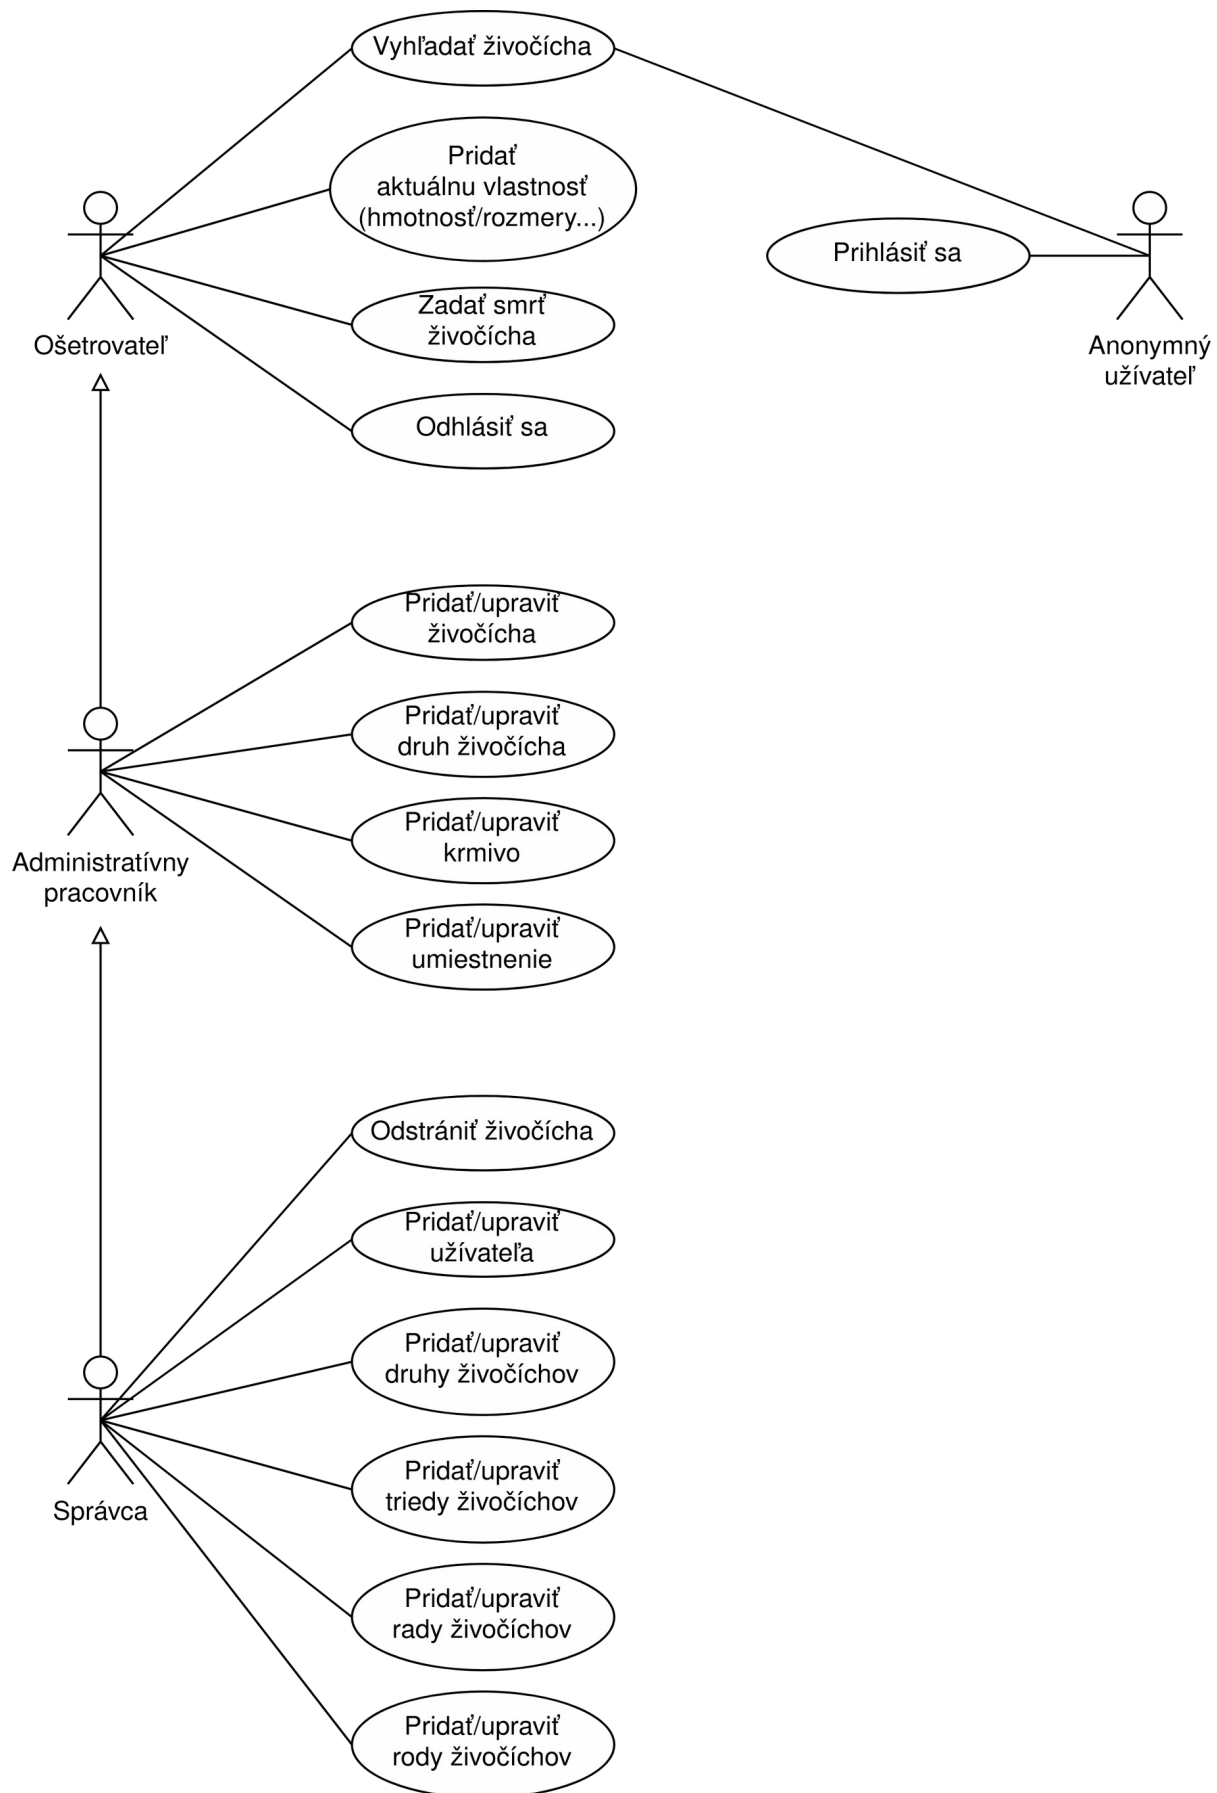 Vyhľadať živočícha
Pridať
aktuálnu vlastnosť
(hmotnosť/rozmery...)
Prihlásiť sa
Zadať smrť
živočícha
Ošetrovateľ
Anonymný
užívateľ
Odhlásiť sa
Pridať/upraviť
živočícha
Pridať/upraviť
druh živočícha
Pridať/upraviť
krmivo
Administratívny
pracovník
Pridať/upraviť
umiestnenie
Odstrániť živočícha
Pridať/upraviť
užívateľa
Pridať/upraviť
druhy živočíchov
Pridať/upraviť
triedy živočíchov
Správca
Pridať/upraviť
rady živočíchov
Pridať/upraviť
rody živočíchov